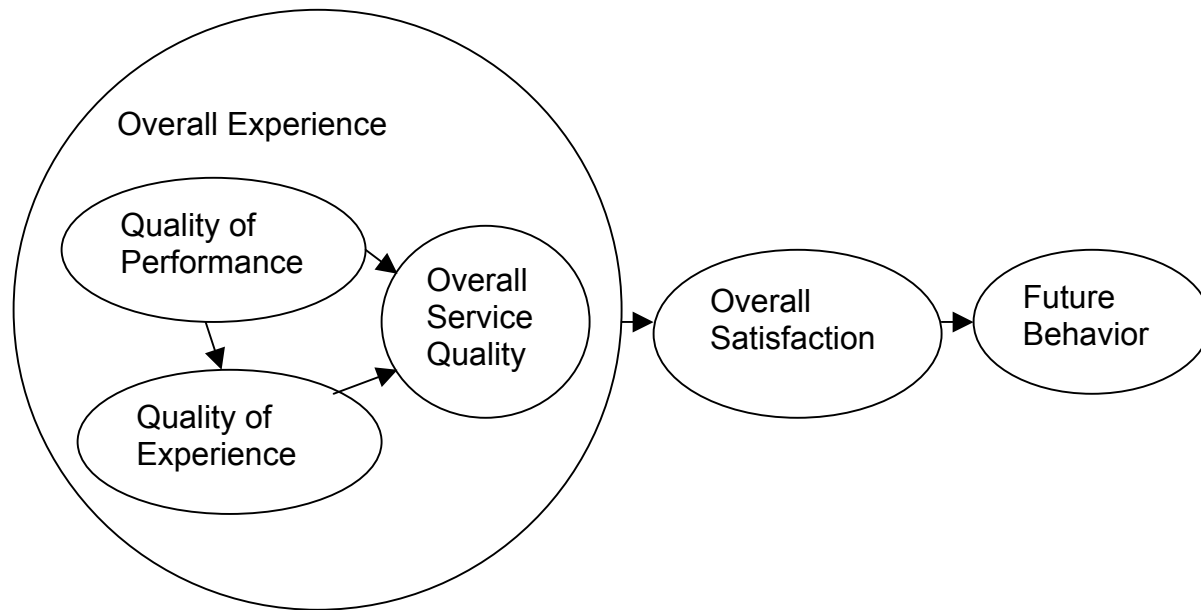 Overall Experience
Quality of
Performance
Overall
Service
Quality
Quality of
Experience
Overall
Satisfaction
Future
Behavior